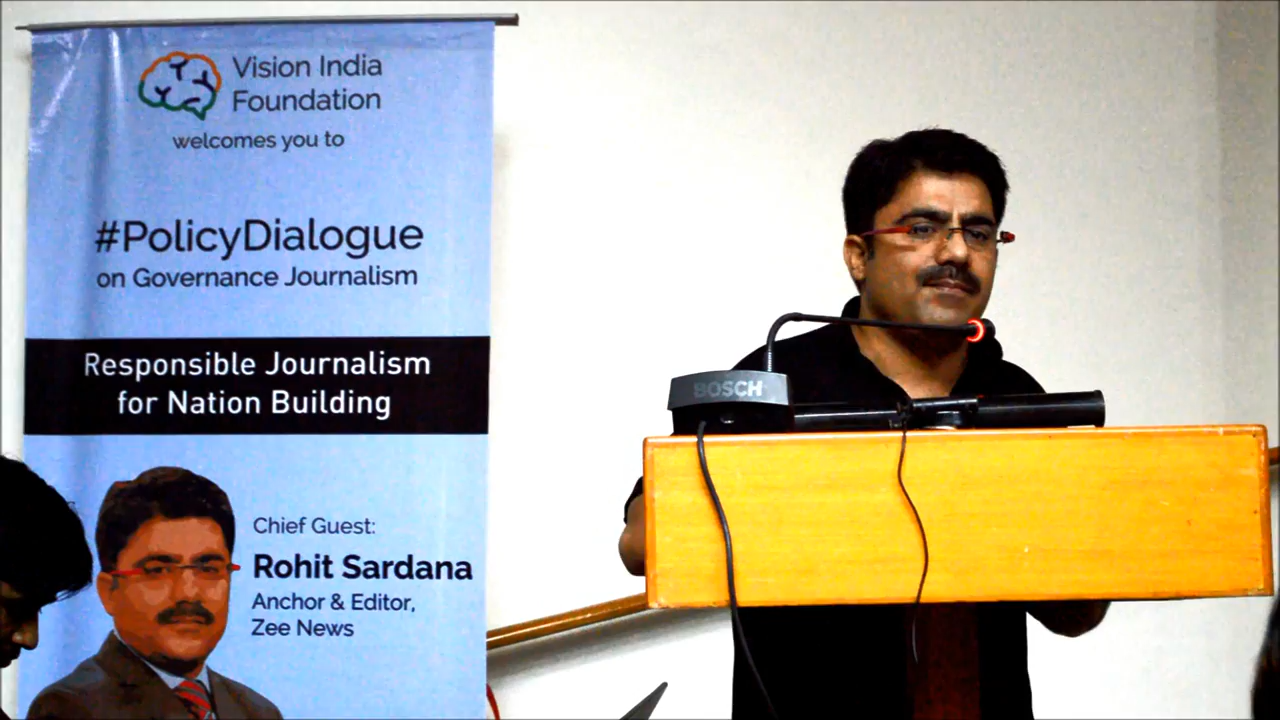 Vision India
Foundation
welcomes you to
#PolicyDialogue
on Governance Journalism
Responsible Journalism
for Nation Building
Chief Guest:
Rohit Sardana
Anchor & Editor,
Zee News
BOSCH